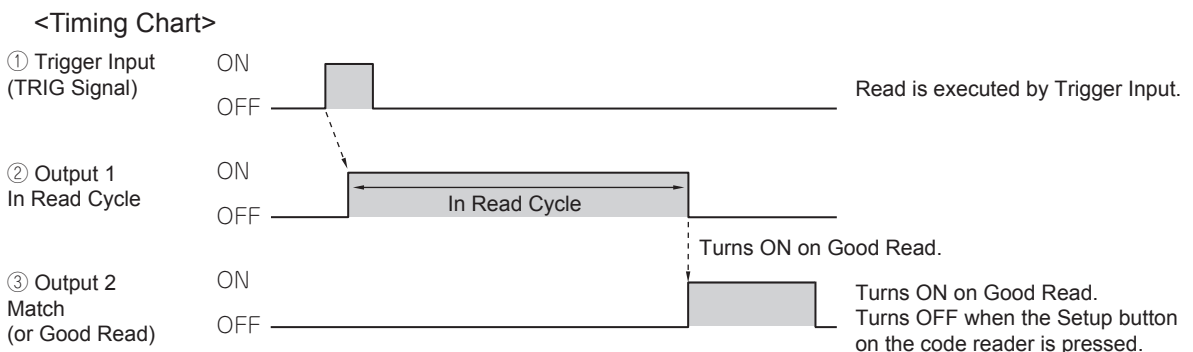 <Timing Chart>
① Trigger Input
(TRIG Signal)
ON
OFF
Read is executed by Trigger Input.
② Output 1
In Read Cycle
ON
OFF
In Read Cycle
Turns ON on Good Read.
③ Output 2
Match
(or Good Read)
ON
OFF
Turns ON on Good Read.
Turns OFF when the Setup button
on the code reader is pressed.